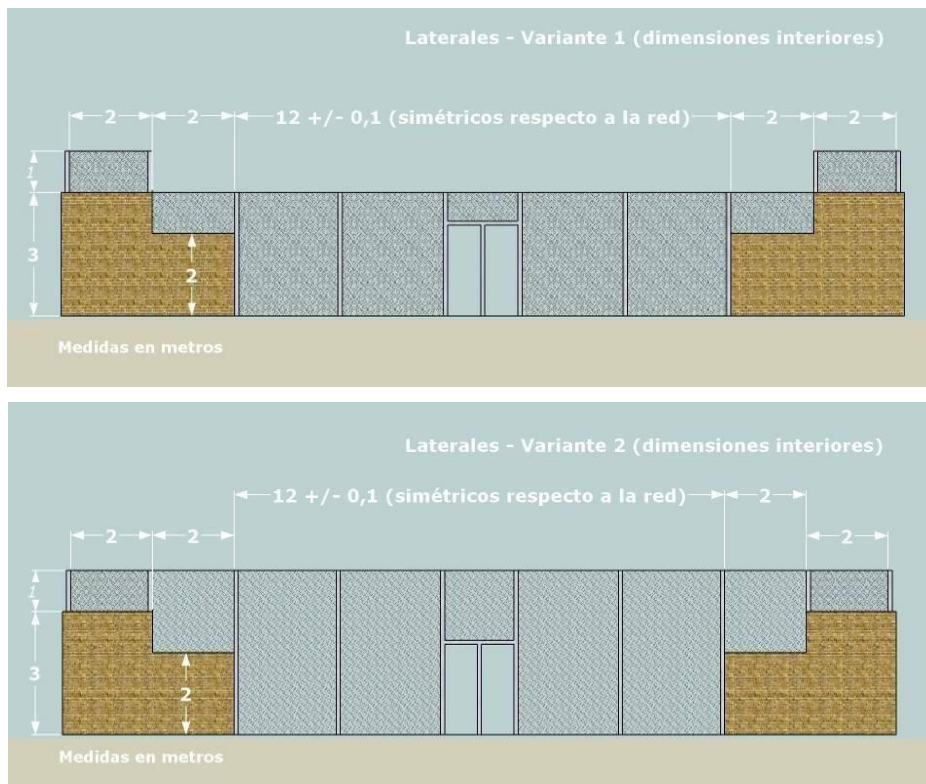 Laterales - Variante 1 (dimensiones interiores)
2 2 12 +/- 0,1 (simétricos respecto a la red) 2 2
1
3
2
Medidas en metros
Laterales - Variante 2 (dimensiones interiores)
12 +/- 0,1 (simétricos respecto a la red)
2 2 2 2
1
3
2
Medidas en metros